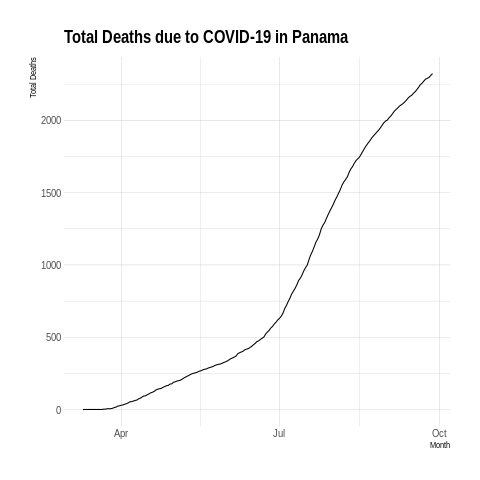 Total Deaths due to COVID-19 in Panama
Total Deaths
2000
1500
1000
500
0
Apr
Jul
Oct
Month